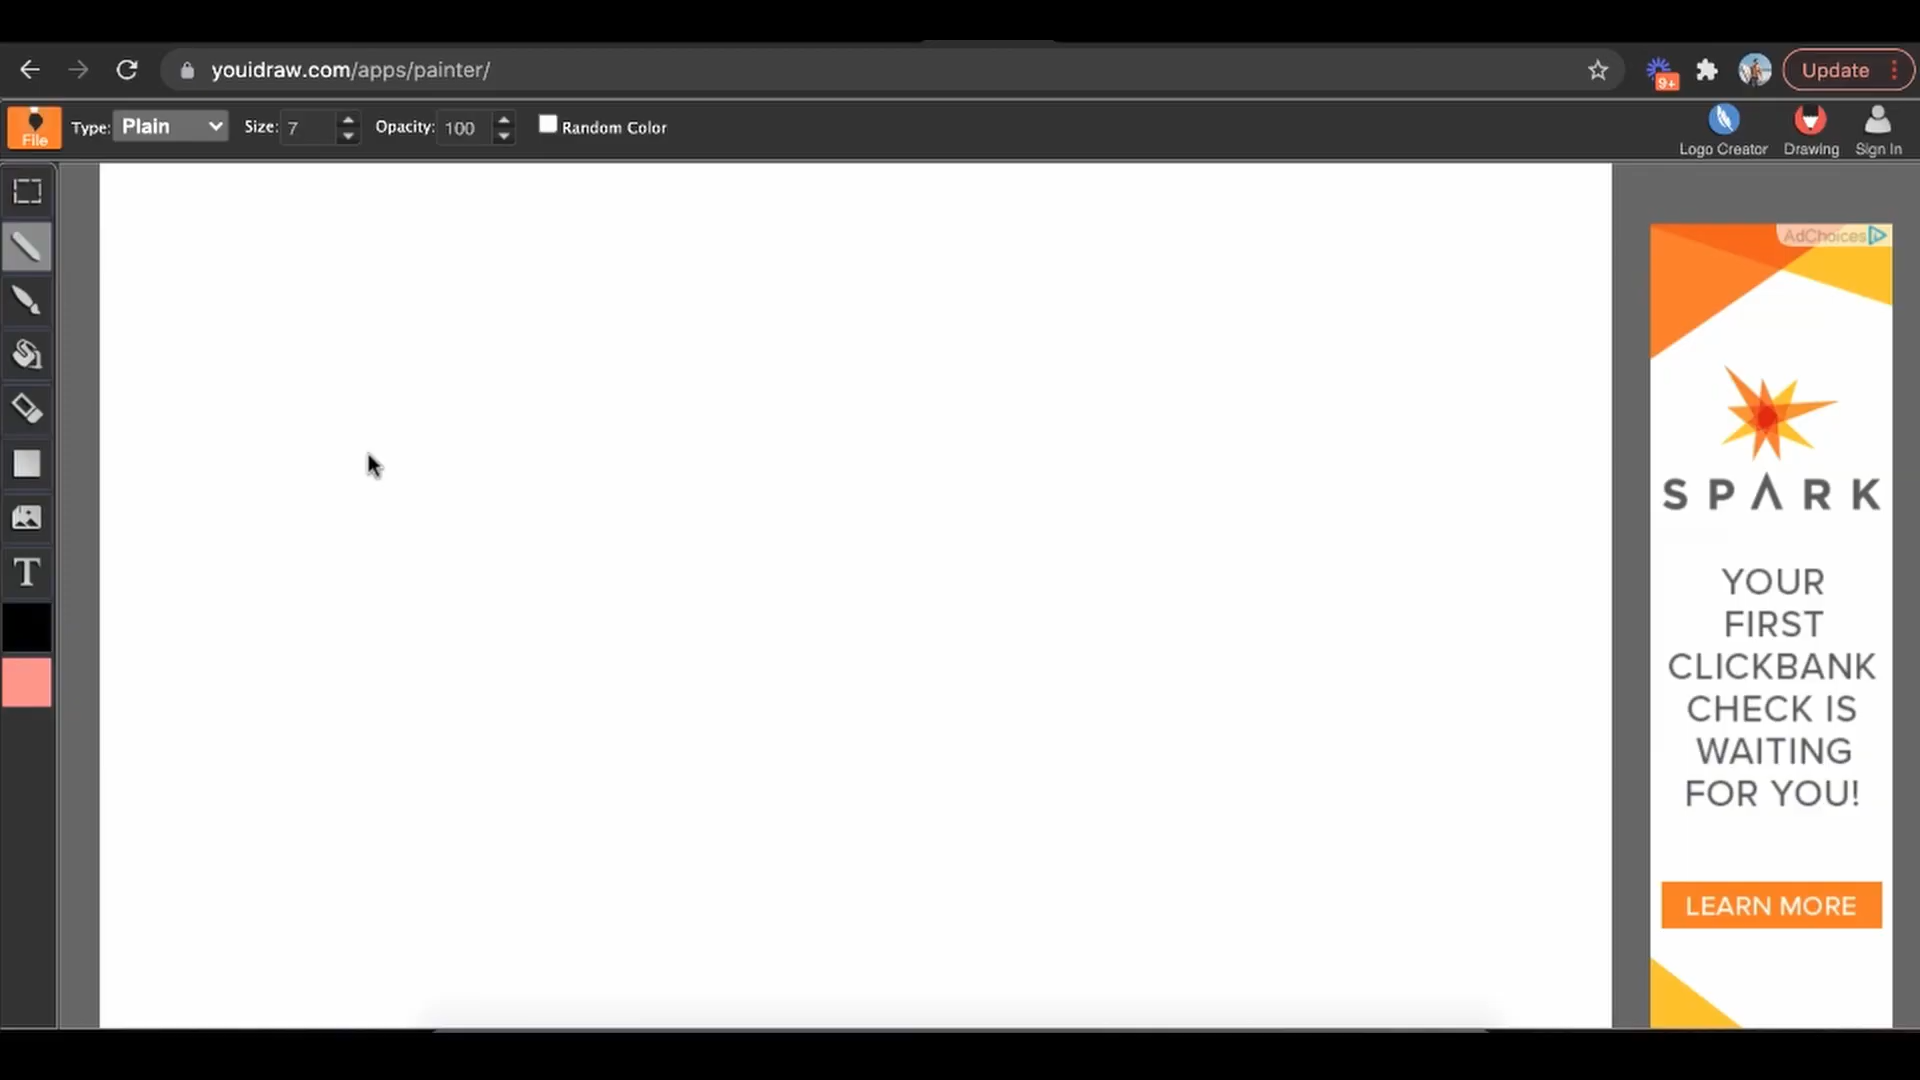 youidraw.com/apps/painter/
9+
Update
File
Type: Plain
Size: 7
Opacity: 100
Random Color
Logo Creator
Drawing
Sign In
AdChoices
SPARK
YOUR
FIRST
CLICKBANK
CHECK IS
WAITING
FOR YOU!
LEARN MORE
T